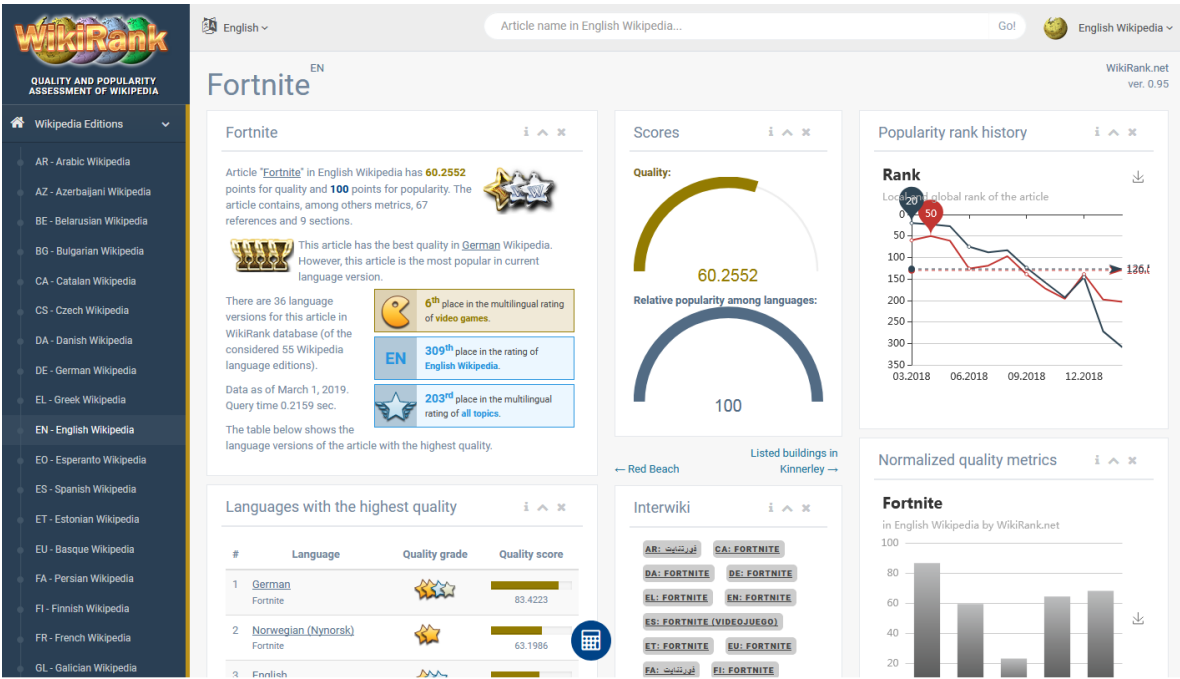 WikiRank
QUALITY AND POPULARITY
ASSESSMENT OF WIKIPEDIA
Wikipedia Editions
AR - Arabic Wikipedia
AZ - Azerbaijani Wikipedia
BE - Belarusian Wikipedia
BG - Bulgarian Wikipedia
CA - Catalan Wikipedia
CS - Czech Wikipedia
DA - Danish Wikipedia
DE - German Wikipedia
EL - Greek Wikipedia
EN - English Wikipedia
EO - Esperanto Wikipedia
ES - Spanish Wikipedia
ET - Estonian Wikipedia
EU - Basque Wikipedia
FA - Persian Wikipedia
FI - Finnish Wikipedia
FR - French Wikipedia
GL - Galician Wikipedia
English
Article name in English Wikipedia...
Go!
English Wikipedia
Fortnite EN
WikiRank.net
ver. 0.95
Fortnite
Article "Fortnite" in English Wikipedia has 60.2552
points for quality and 100 points for popularity. The
article contains, among others metrics, 67
references and 9 sections.
This article has the best quality in German Wikipedia.
However, this article is the most popular in current
language version.
There are 36 language
versions for this article in
WikiRank database (of the
considered 55 Wikipedia
language editions).
Data as of March 1, 2019.
Query time 0.2159 sec.
The table below shows the
language versions of the article with the highest quality.
6th place in the multilingual rating
of video games.
EN
309th place in the rating of
English Wikipedia.
203rd place in the multilingual
rating of all topics.
Languages with the highest quality
# Language Quality grade Quality score
1 German
Fortnite
83.4223
2 Norwegian (Nynorsk)
Fortnite
63.1986
3 English
Scores
Quality:
60.2552
Relative popularity among languages:
100
← Red Beach
Listed buildings in
Kinnerley →
Interwiki
AR: فورتنايت CA: FORTNITE
DA: FORTNITE DE: FORTNITE
EL: FORTNITE EN: FORTNITE
ES: FORTNITE (VIDEOJUEGO)
ET: FORTNITE EU: FORTNITE
FA: فورتنایت FI: FORTNITE
Popularity rank history
Rank
Local and global rank of the article
20
50
0
50
100
150
200
250
300
350
03.2018 06.2018 09.2018 12.2018
Normalized quality metrics
Fortnite
in English Wikipedia by WikiRank.net
100
80
60
40
20